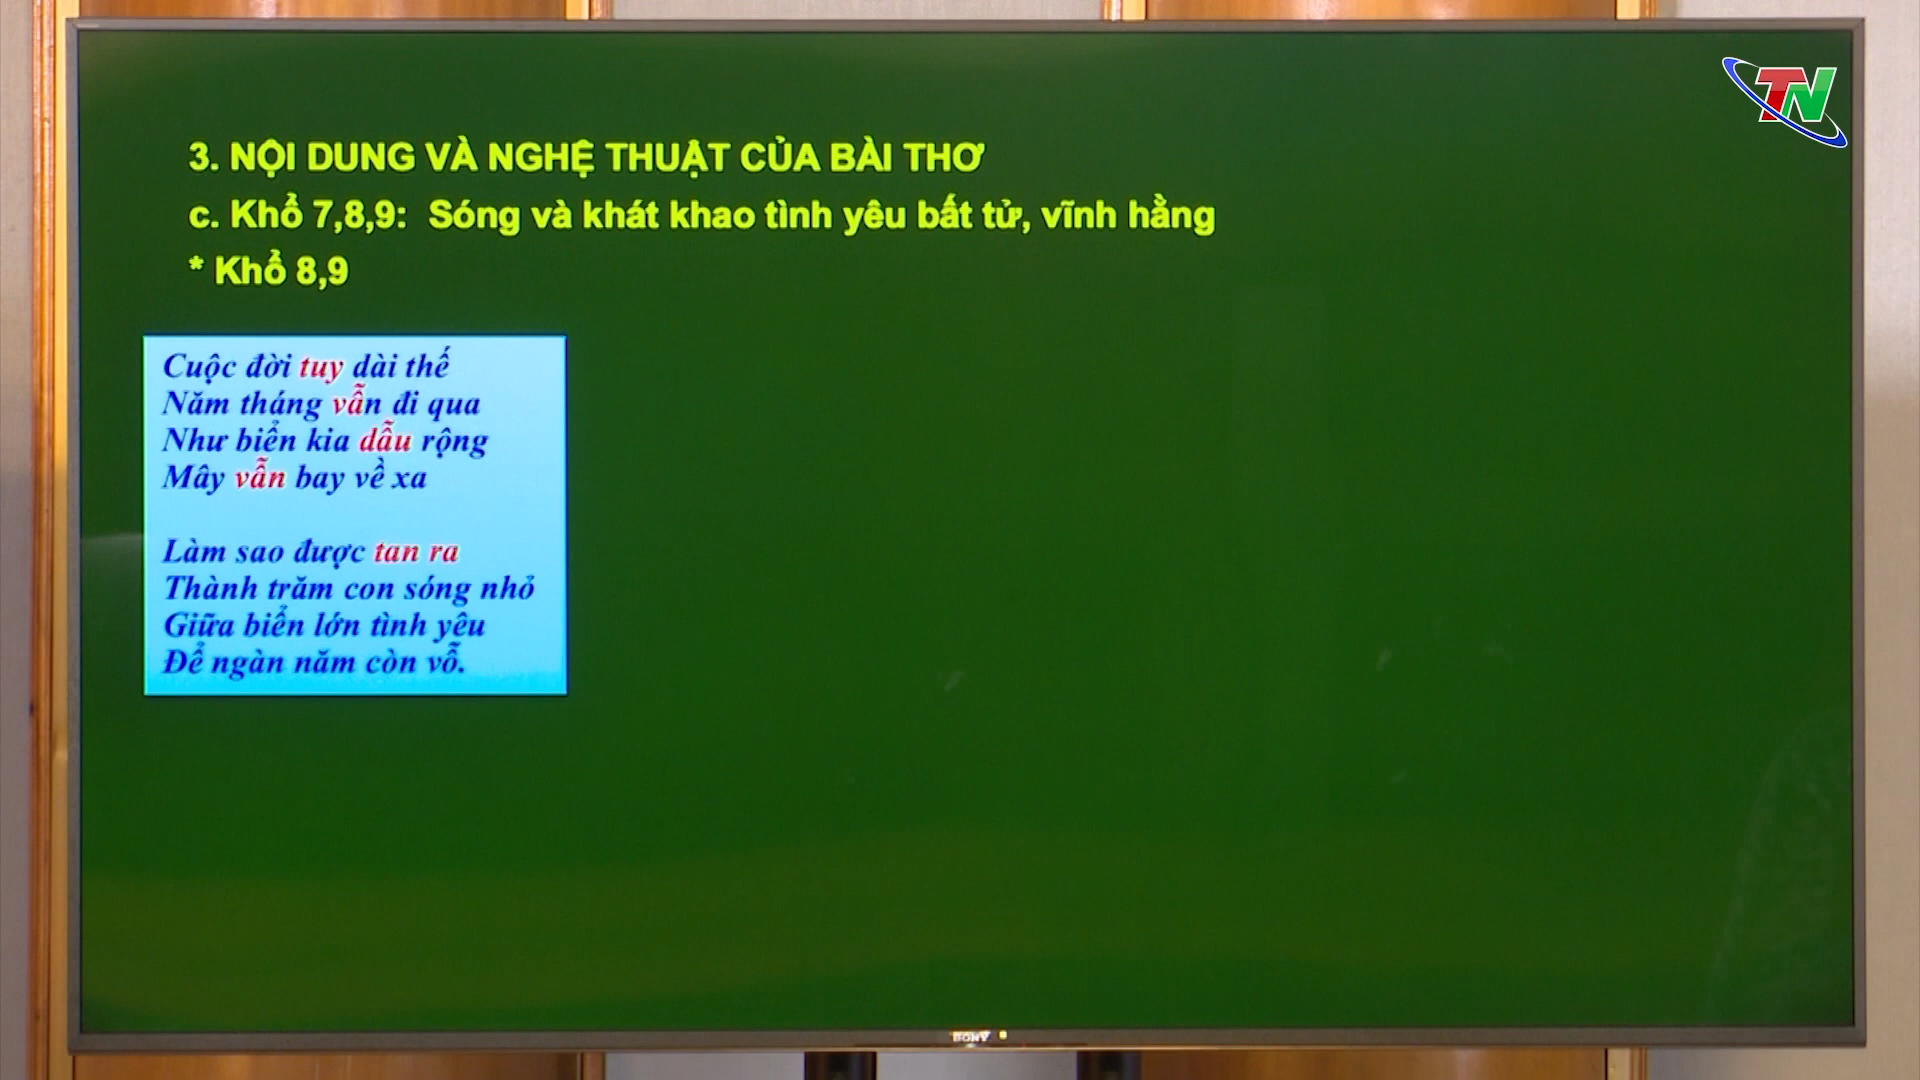 TN
3. NỘI DUNG VÀ NGHỆ THUẬT CỦA BÀI THƠ
c. Khổ 7,8,9: Sóng và khát khao tình yêu bất tử, vĩnh hằng
* Khổ 8,9
Cuộc đời tuy dài thế
Năm tháng vẫn đi qua
Như biển kia dẫu rộng
Mây vẫn bay về xa
Làm sao được tan ra
Thành trăm con sóng nhỏ
Giữa biển lớn tình yêu
Để ngàn năm còn vỗ.
SONY